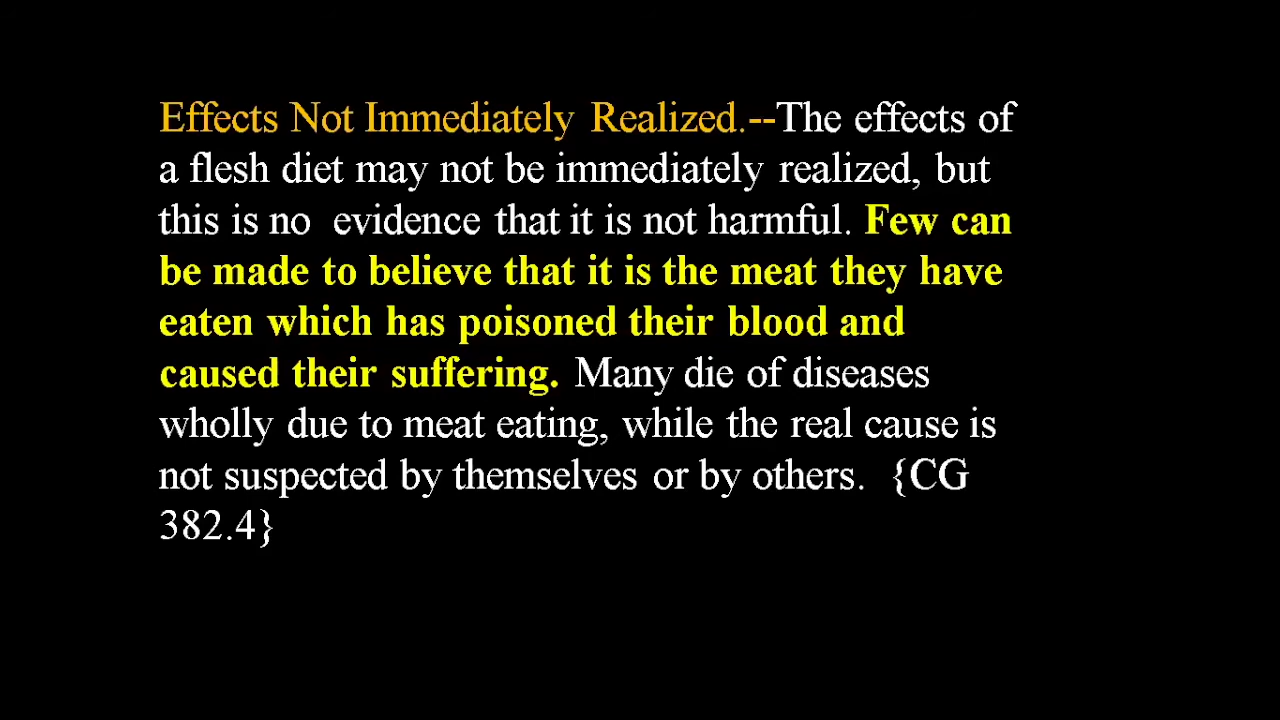 Effects Not Immediately Realized.--The effects of
a flesh diet may not be immediately realized, but
this is no  evidence that it is not harmful. Few can
be made to believe that it is the meat they have
eaten which has poisoned their blood and
caused their suffering. Many die of diseases
wholly due to meat eating, while the real cause is
not suspected by themselves or by others.  {CG
382.4}